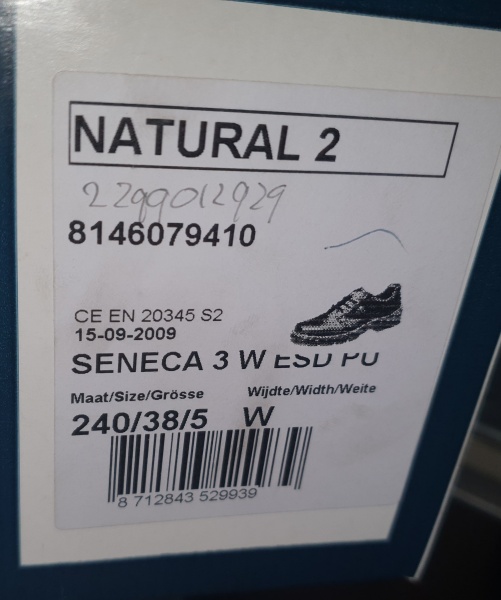 NATURAL 2
2299012929
8146079410
CE EN 20345 S2
15-09-2009
SENECA 3 W ESD PU
Maat/Size/Grösse Wijdte/Width/Weite
240/38/5 W
8 712843 529939